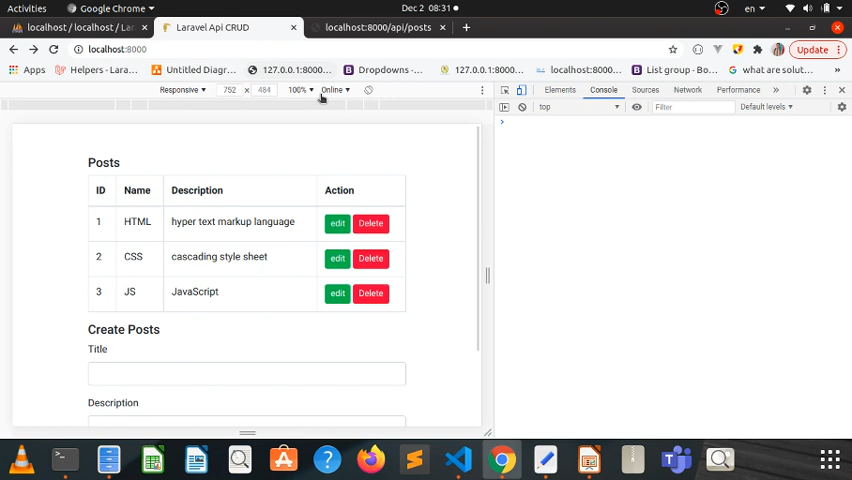 Activities Google Chrome ▾ Dec 2 08:31 en
localhost / localhost / La Laravel Api CRUD localhost:8000/api/posts
localhost:8000 Update
Apps Helpers - Lara... Untitled Diagr... 127.0.0.1:8000... Dropdowns -... 127.0.0.1:8000... localhost:8000... List group - Bo... what are solut...
Responsive ▾ 752 x 484 100% ▾ Online ▾ Elements Console Sources Network Performance »
top Filter Default levels ▾
Posts
ID Name Description Action
1 HTML hyper text markup language edit Delete
2 CSS cascading style sheet edit Delete
3 JS JavaScript edit Delete
Create Posts
Title
Description